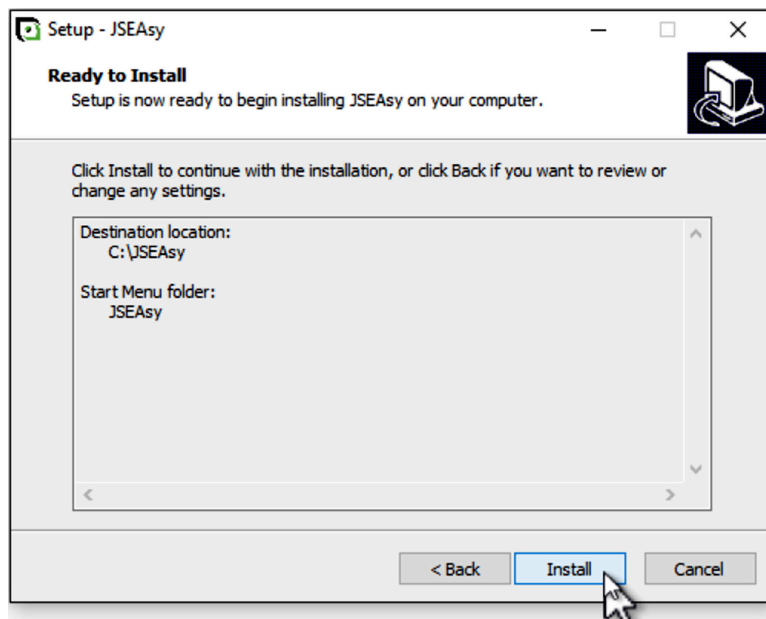 Setup - JSEAsy
Ready to Install
Setup is now ready to begin installing JSEAsy on your computer.
Click Install to continue with the installation, or click Back if you want to review or
change any settings.
Destination location:
C:\JSEAsy
Start Menu folder:
JSEAsy
< Back
Install
Cancel